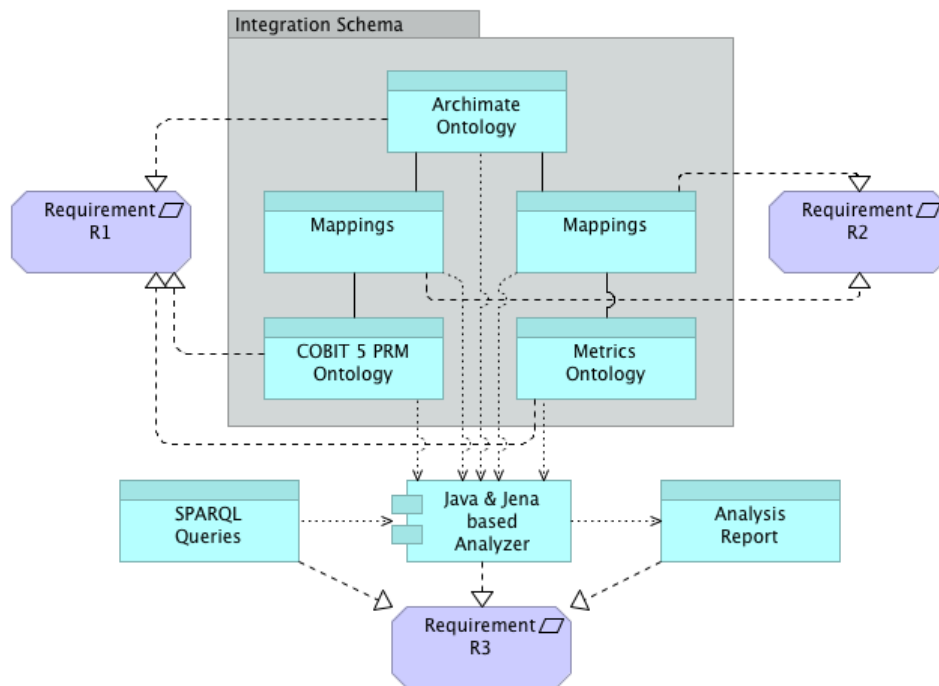 Integration Schema
Archimate
Ontology
Requirement
R1
Mappings
Mappings
Requirement
R2
COBIT 5 PRM
Ontology
Metrics
Ontology
SPARQL
Queries
Java & Jena
based
Analyzer
Analysis
Report
Requirement
R3